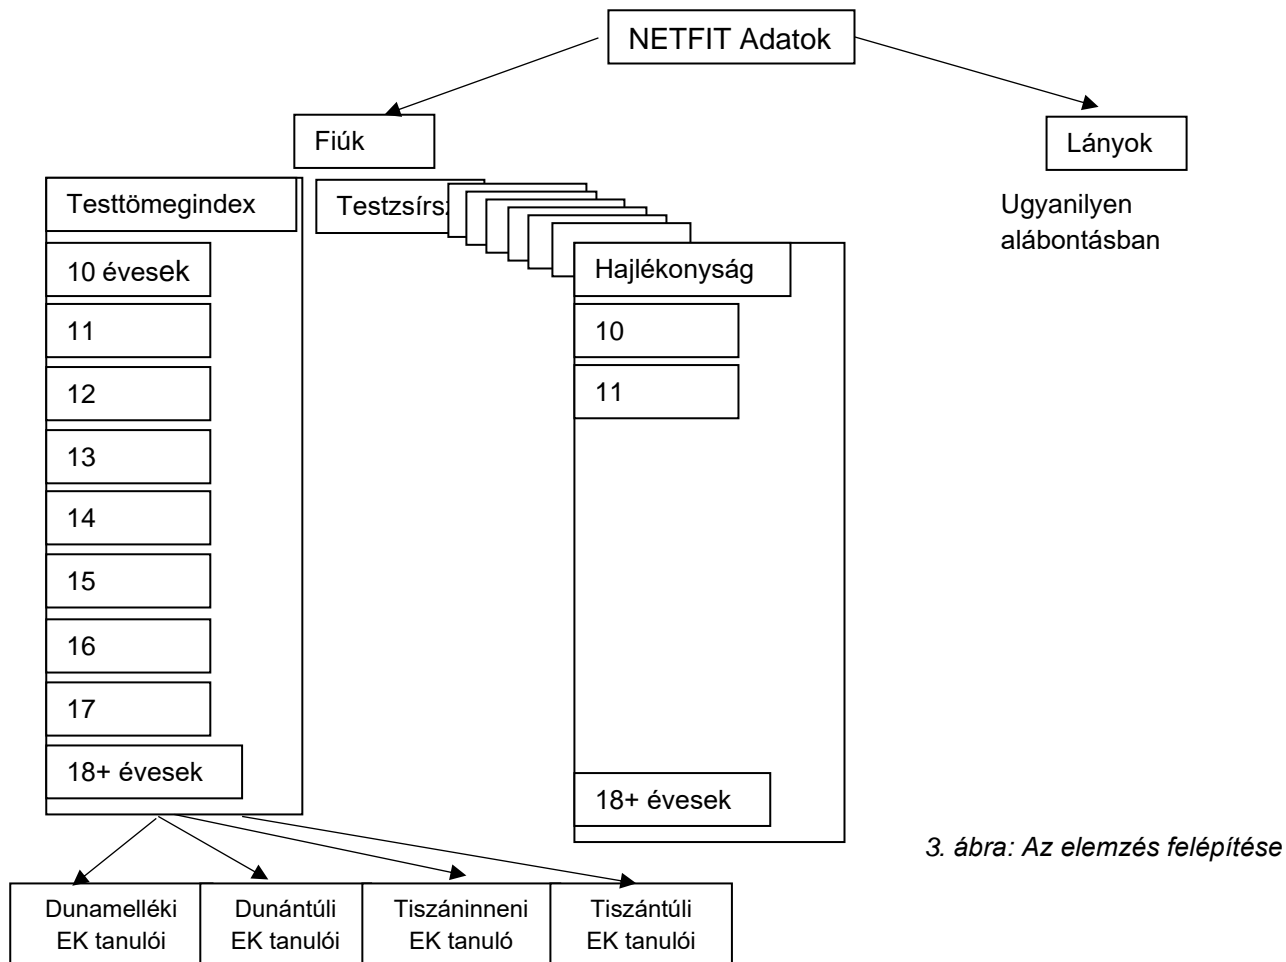 NETFIT Adatok
Fiúk
Lányok
Testtömegindex
Testzsírsz
Ugyanilyen
alábontásban
10 évesek
11
12
13
14
15
16
17
18+ évesek
Hajlékonyság
10
11
18+ évesek
3. ábra: Az elemzés felépítése
Dunamelléki
EK tanulói
Dunántúli
EK tanulói
Tiszáninneni
EK tanuló
Tiszántúli
EK tanulói